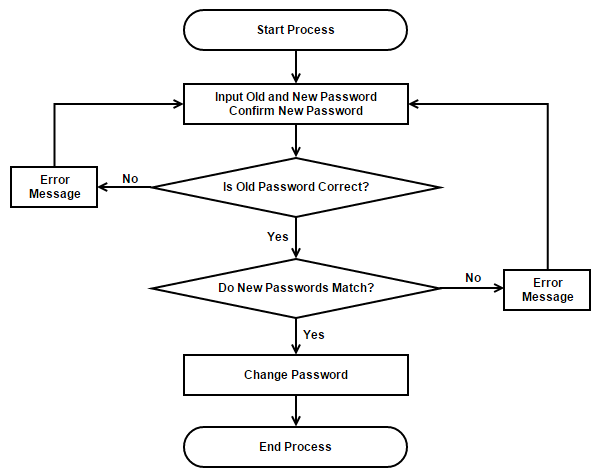 Start Process
Input Old and New Password
Confirm New Password
Is Old Password Correct?
No
Error
Message
Yes
Do New Passwords Match?
No
Error
Message
Yes
Change Password
End Process